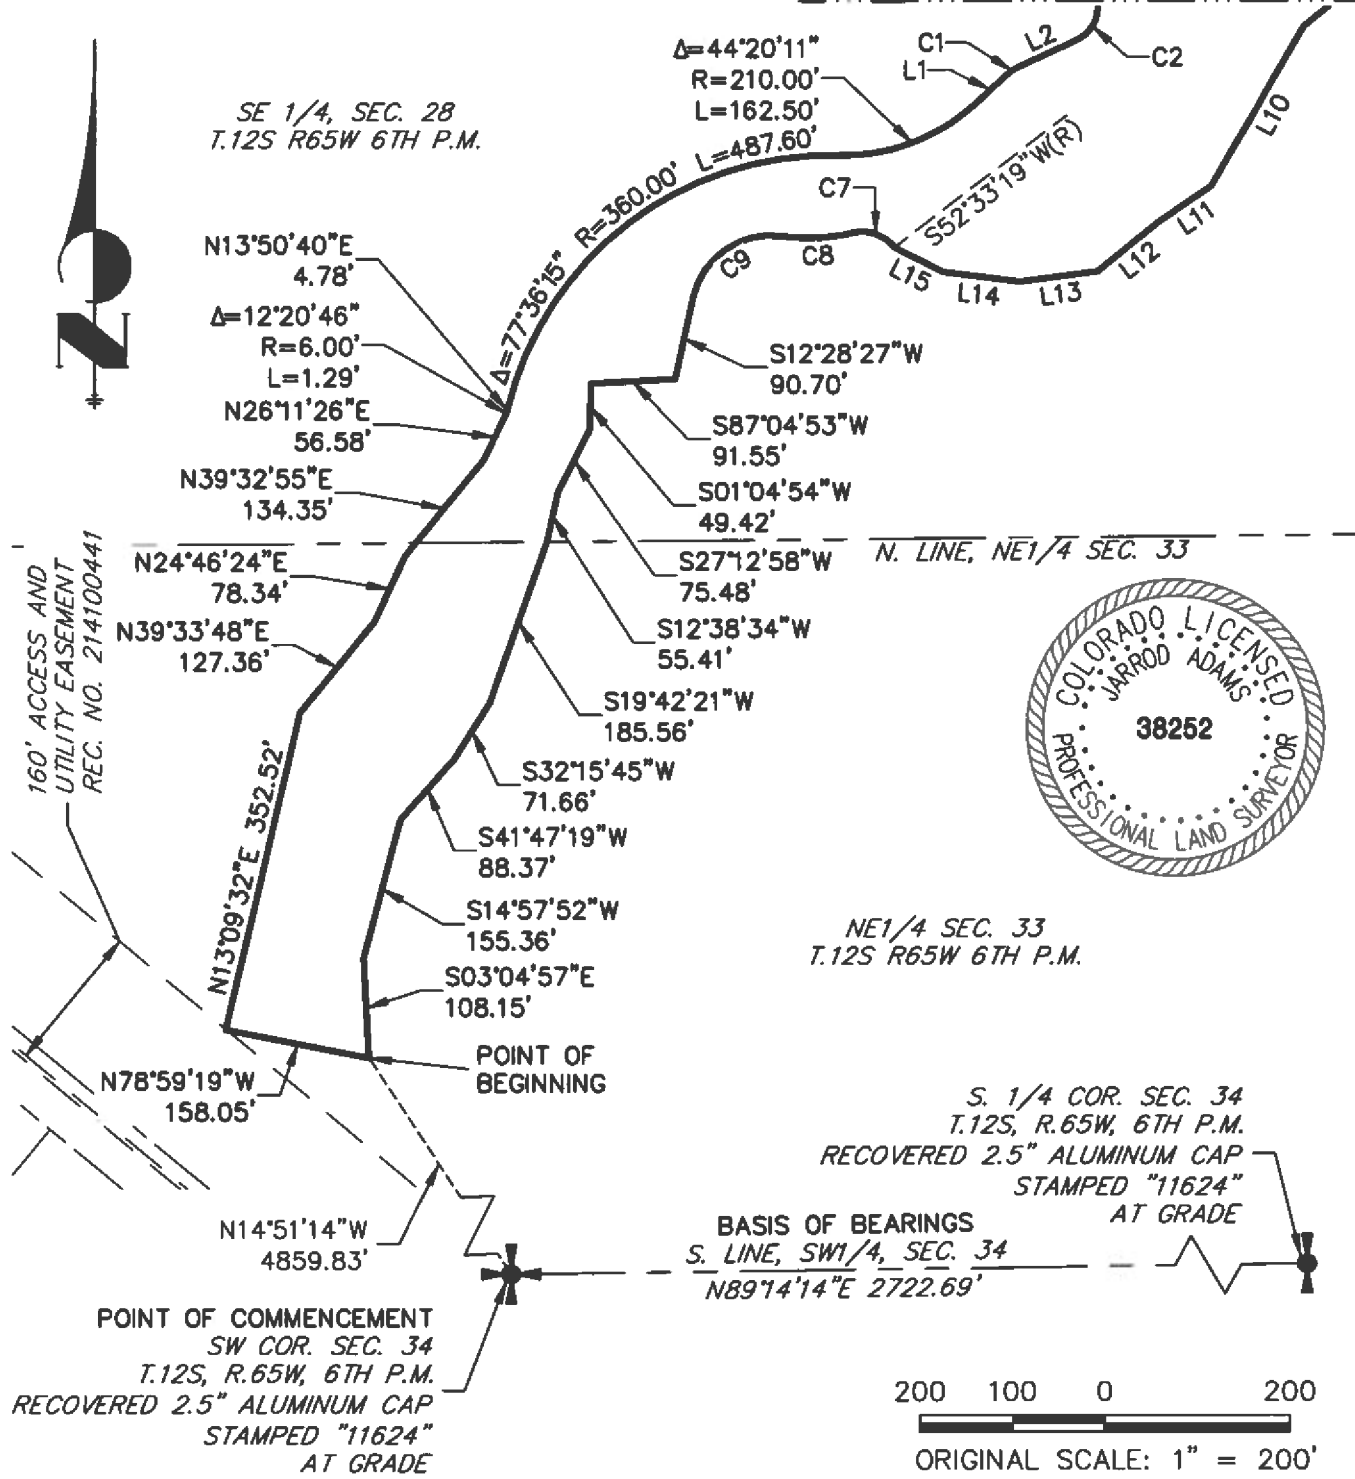 Δ=44°20'11"
R=210.00'
L=162.50'
C1
L2
L1
C2
SE 1/4, SEC. 28
T.12S R65W 6TH P.M.
L10
Δ=77°36'15" R=360.00' L=487.60'
C7
S52°33'19"W(R)
L11
L12
L13
L14
L15
C8
C9
N
N13°50'40"E
4.78'
Δ=12°20'46"
R=6.00'
L=1.29'
N26°11'26"E
56.58'
N39°32'55"E
134.35'
S12°28'27"W
90.70'
S87°04'53"W
91.55'
S01°04'54"W
49.42'
N. LINE, NE1/4 SEC. 33
N24°46'24"E
78.34'
S27°12'58"W
75.48'
N39°33'48"E
127.36'
S12°38'34"W
55.41'
160' ACCESS AND
UTILITY EASEMENT
REC. NO. 214100441
S19°42'21"W
185.56'
COLORADO LICENSED
JARROD ADAMS
38252
PROFESSIONAL LAND SURVEYOR
S32°15'45"W
71.66'
S41°47'19"W
88.37'
N13°09'32"E 352.52'
S14°57'52"W
155.36'
NE1/4 SEC. 33
T.12S R65W 6TH P.M.
S03°04'57"E
108.15'
POINT OF
BEGINNING
N78°59'19"W
158.05'
S. 1/4 COR. SEC. 34
T.12S, R.65W, 6TH P.M.
RECOVERED 2.5" ALUMINUM CAP
STAMPED "11624"
AT GRADE
N14°51'14"W
4859.83'
BASIS OF BEARINGS
S. LINE, SW1/4, SEC. 34
N89°14'14"E 2722.69'
POINT OF COMMENCEMENT
SW COR. SEC. 34
T.12S, R.65W, 6TH P.M.
RECOVERED 2.5" ALUMINUM CAP
STAMPED "11624"
AT GRADE
200 100 0 200
ORIGINAL SCALE: 1" = 200'